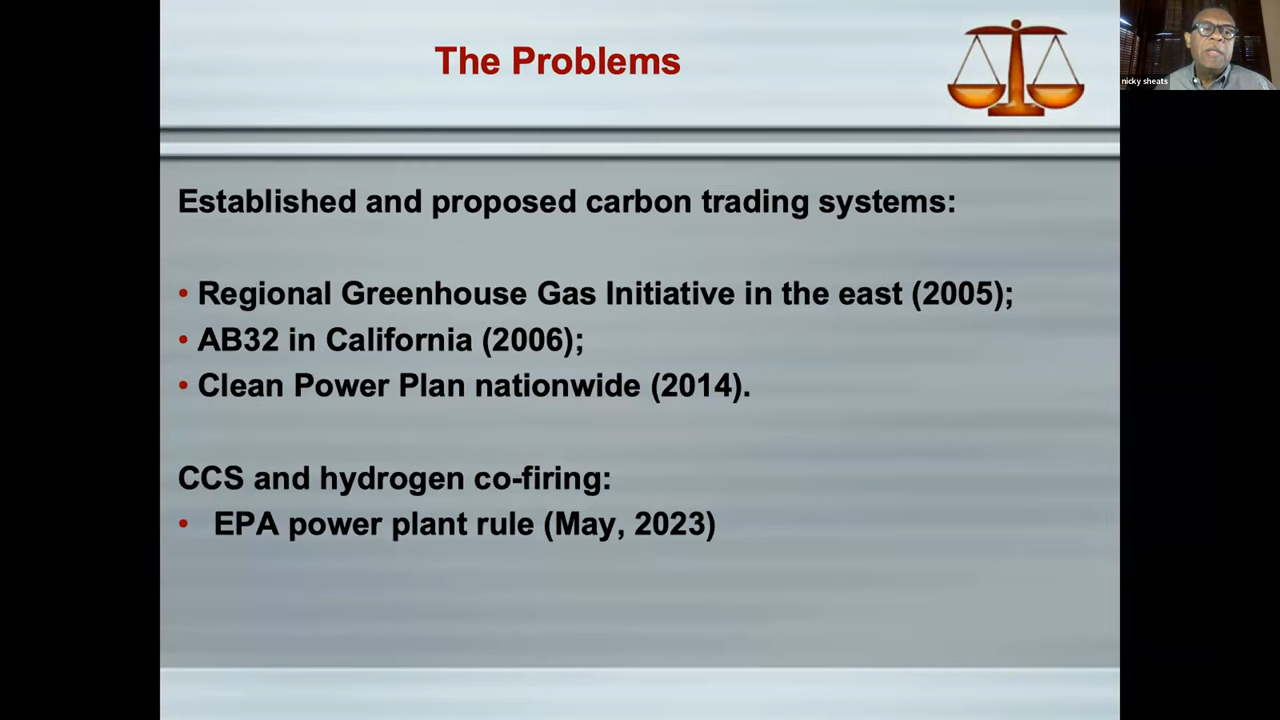 The Problems
nicky sheats
Established and proposed carbon trading systems:
• Regional Greenhouse Gas Initiative in the east (2005);
• AB32 in California (2006);
• Clean Power Plan nationwide (2014).
CCS and hydrogen co-firing:
• EPA power plant rule (May, 2023)